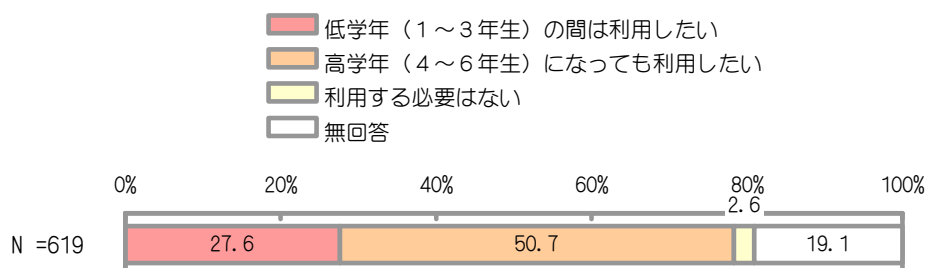 低学年（１～３年生）の間は利用したい
高学年（４～６年生）になっても利用したい
利用する必要はない
無回答
0% 20% 40% 60% 80% 100%
2.6
N =619 27.6 50.7 19.1